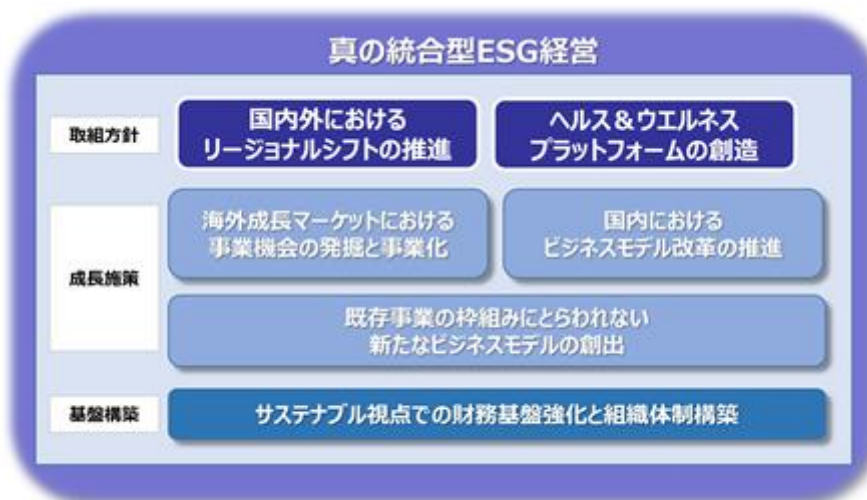 真の統合型ESG経営
取組方針
国内外における
リージョナルシフトの推進
ヘルス＆ウエルネス
プラットフォームの創造
成長施策
海外成長マーケットにおける
事業機会の発掘と事業化
国内における
ビジネスモデル改革の推進
既存事業の枠組みにとらわれない
新たなビジネスモデルの創出
基盤構築
サステナブル視点での財務基盤強化と組織体制構築